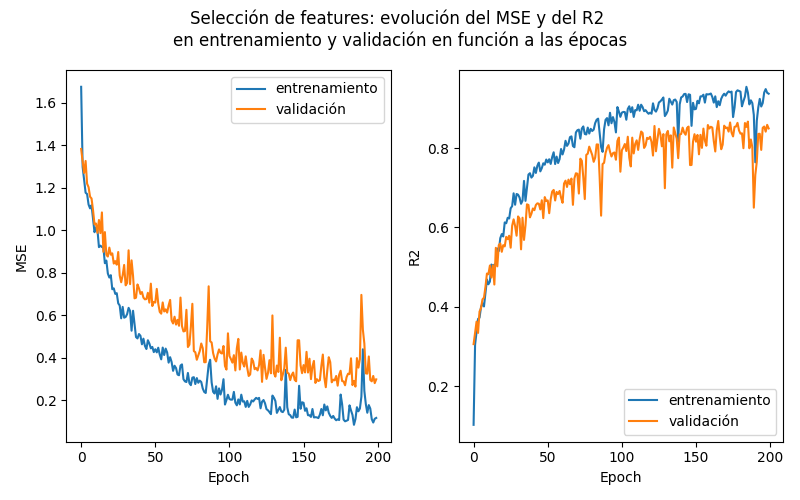 Selección de features: evolución del MSE y del R2
en entrenamiento y validación en función a las épocas
entrenamiento
validación
1.6
1.4
1.2
1.0
0.8
0.6
0.4
0.2
MSE
0
50
100
150
200
Epoch
0.8
0.6
0.4
0.2
R2
entrenamiento
validación
0
50
100
150
200
Epoch